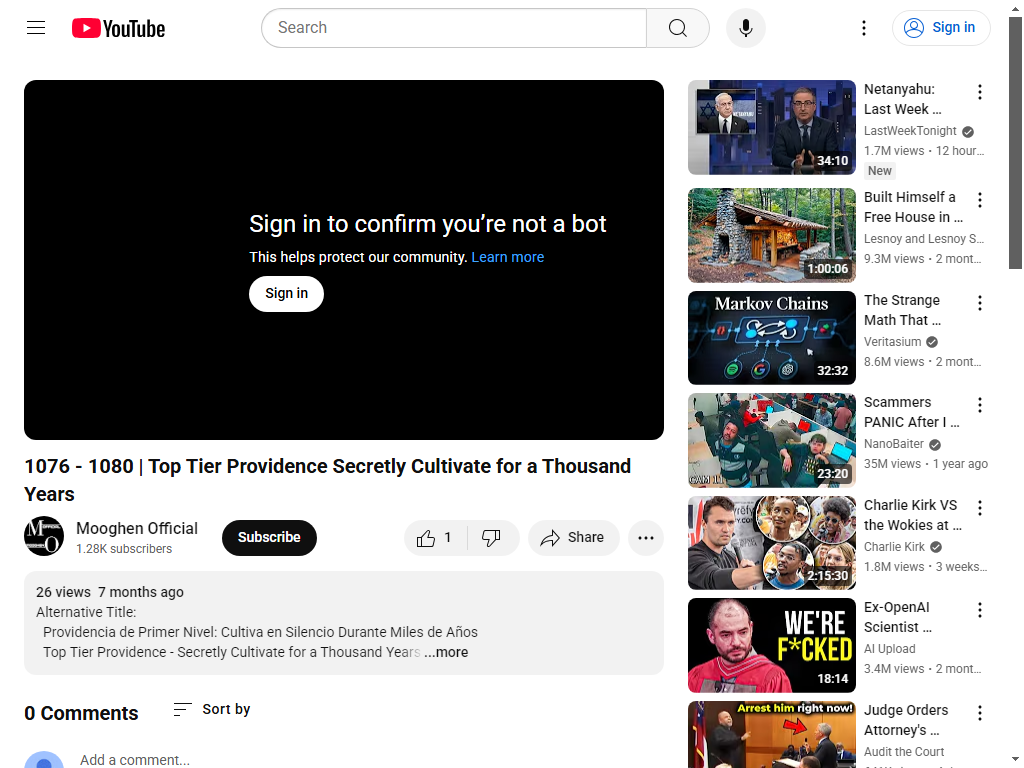 YouTube
Search
Sign in
Sign in to confirm you’re not a bot
This helps protect our community. Learn more
Sign in
1076 - 1080 | Top Tier Providence Secretly Cultivate for a Thousand
Years
Mooghen Official
1.28K subscribers
Subscribe
1
Share
26 views 7 months ago
Alternative Title:
Providencia de Primer Nivel: Cultiva en Silencio Durante Miles de Años
Top Tier Providence - Secretly Cultivate for a Thousand Years ...more
0 Comments
Sort by
Add a comment...
NETANYAHU
34:10
Netanyahu:
Last Week ...
LastWeekTonight
1.7M views • 12 hour...
New
1:00:06
Built Himself a
Free House in ...
Lesnoy and Lesnoy S...
9.3M views • 2 mont...
Markov Chains
32:32
The Strange
Math That ...
Veritasium
8.6M views • 2 mont...
CAM 11
23:20
Scammers
PANIC After I ...
NanoBaiter
35M views • 1 year ago
2:15:30
Charlie Kirk VS
the Wokies at ...
Charlie Kirk
1.8M views • 3 weeks...
WE'RE
F*CKED
18:14
Ex-OpenAI
Scientist ...
AI Upload
3.4M views • 2 mont...
Arrest him right now!
Judge Orders
Attorney's ...
Audit the Court